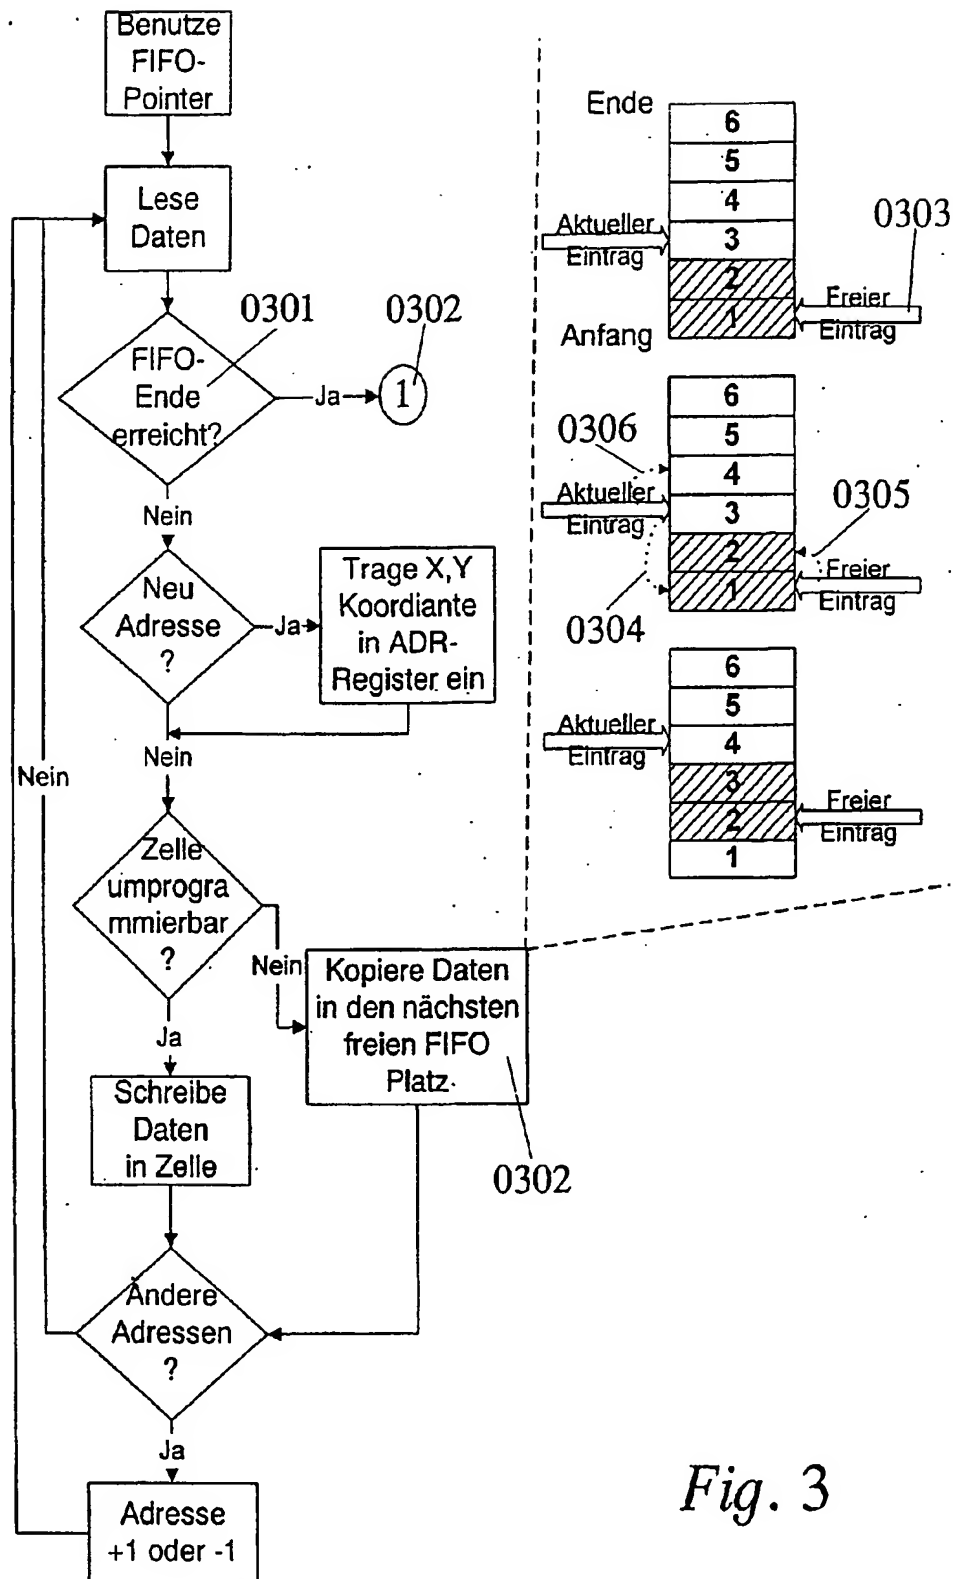 Benutze
FIFO-
Pointer
Lese
Daten
0301
0302
FIFO-
Ende
erreicht?
Ja
1
Nein
Neu
Adresse
?
Ja
Trage X,Y
Koordiante
in ADR-
Register ein
Nein
Nein
Zelle
umprogra
mmierbar
?
Nein
Kopiere Daten
in den nächsten
freien FIFO
Platz.
0302
Ja
Schreibe
Daten
in Zelle
Ändere
Adressen
?
Ja
Adresse
+1 oder -1
Ende
6
5
4
3
2
1
Aktueller
Eintrag
0303
Freier
Eintrag
Anfang
6
5
4
3
2
1
0306
Aktueller
Eintrag
0305
0304
Freier
Eintrag
6
5
4
3
2
1
Aktueller
Eintrag
Freier
Eintrag
Fig. 3